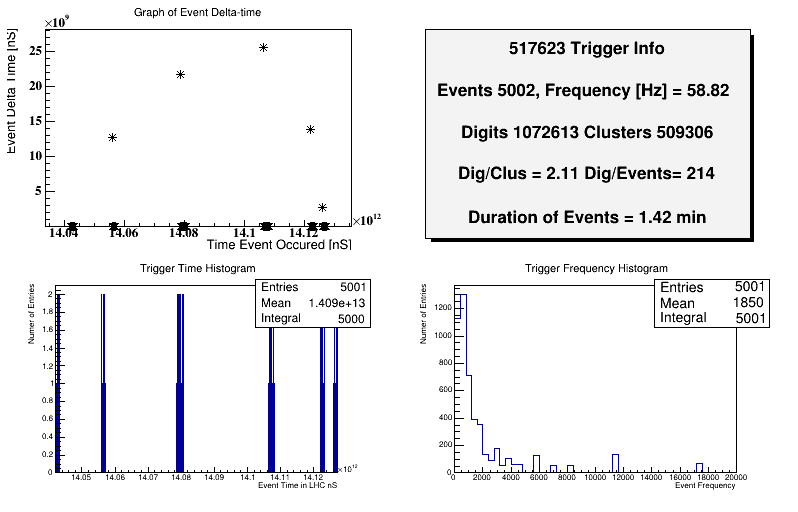 Graph of Event Delta-time
×10⁹
Event Delta Time [nS]
25
20
15
10
5
14.04 14.06 14.08 14.1 14.12
×10¹²
Time Event Occured [nS]
517623 Trigger Info
Events 5002, Frequency [Hz] = 58.82
Digits 1072613 Clusters 509306
Dig/Clus = 2.11 Dig/Events= 214
Duration of Events = 1.42 min
Trigger Time Histogram
Entries 5001
Mean 1.409e+13
Integral 5000
Numer of Entries
2
1.8
1.6
1.4
1.2
1
0.8
0.6
0.4
0.2
0
14.05 14.06 14.07 14.08 14.09 14.1 14.11 14.12
×10¹²
Event Time in LHC nS
Trigger Frequency Histogram
Entries 5001
Mean 1850
Integral 5001
Numer of Entries
1200
1000
800
600
400
200
0
0 2000 4000 6000 8000 10000 12000 14000 16000 18000 20000
Event Frequency